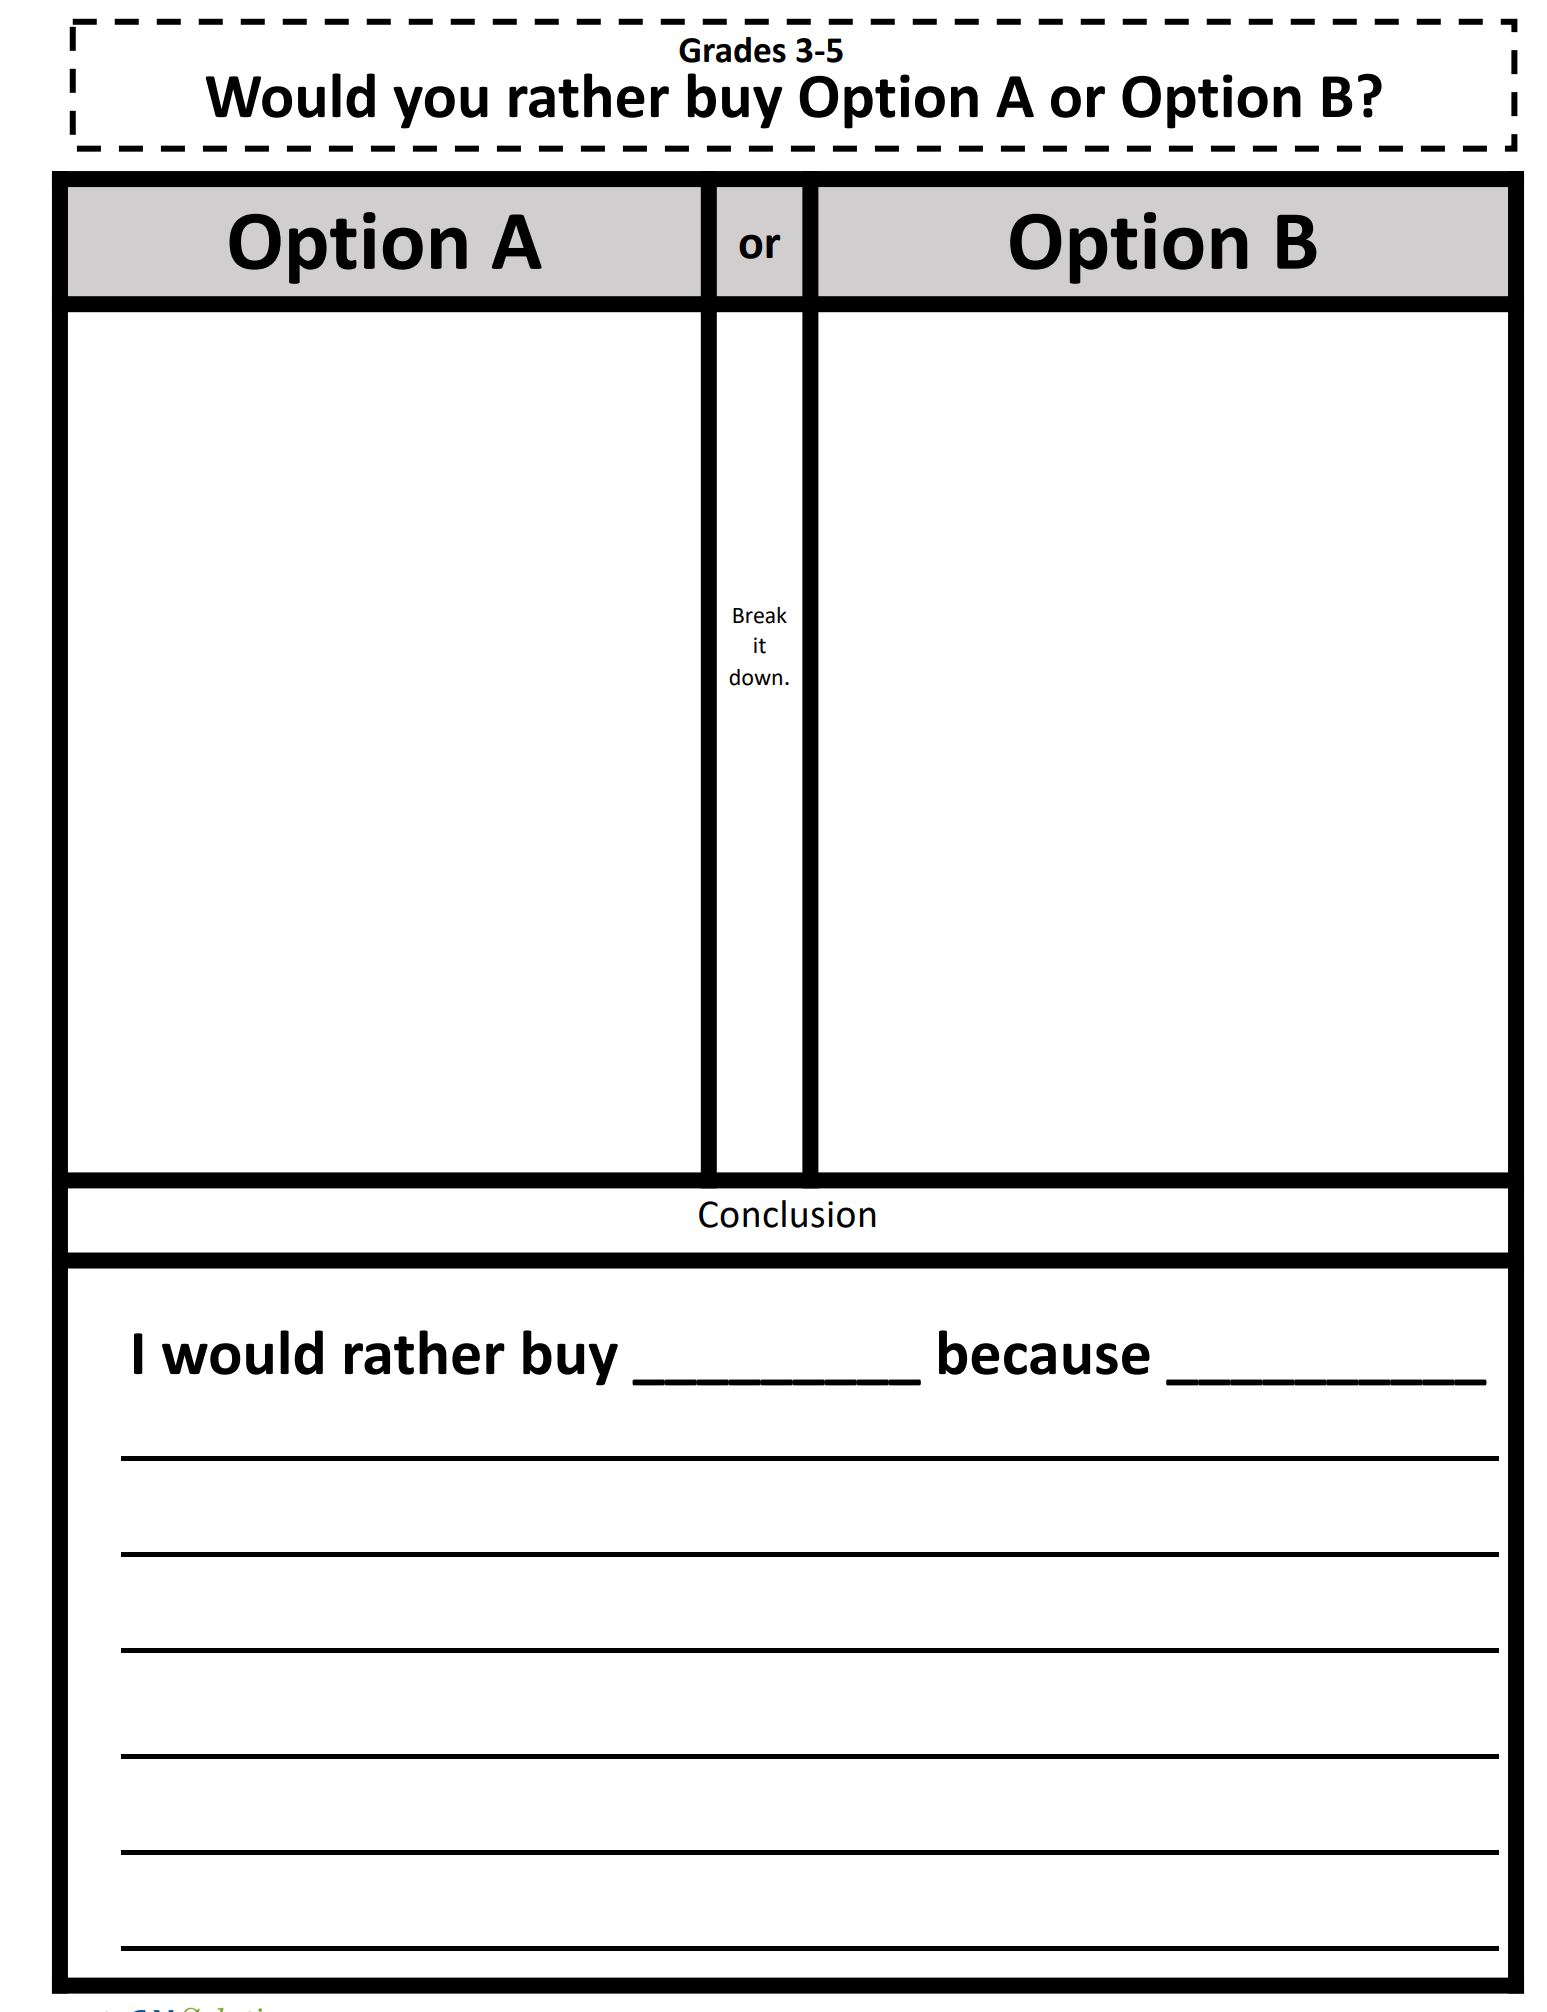 Grades 3-5
Would you rather buy Option A or Option B?
Option A
or
Option B
Break
it
down.
Conclusion
I would rather buy _________ because __________